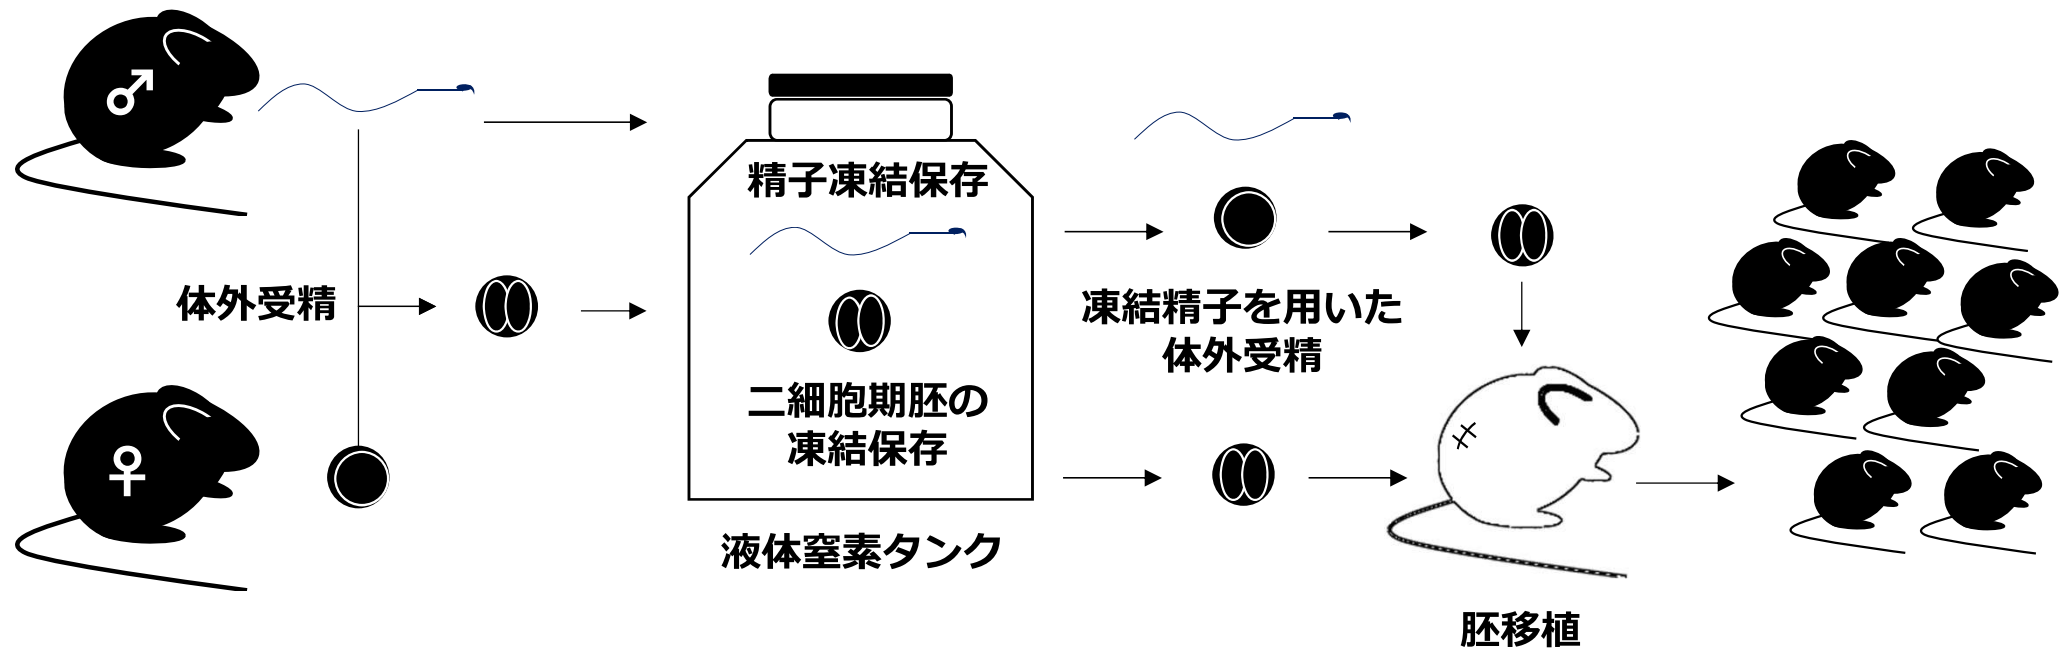 ♂
精子凍結保存
体外受精
凍結精子を用いた
体外受精
二細胞期胚の
凍結保存
♀
液体窒素タンク
胚移植